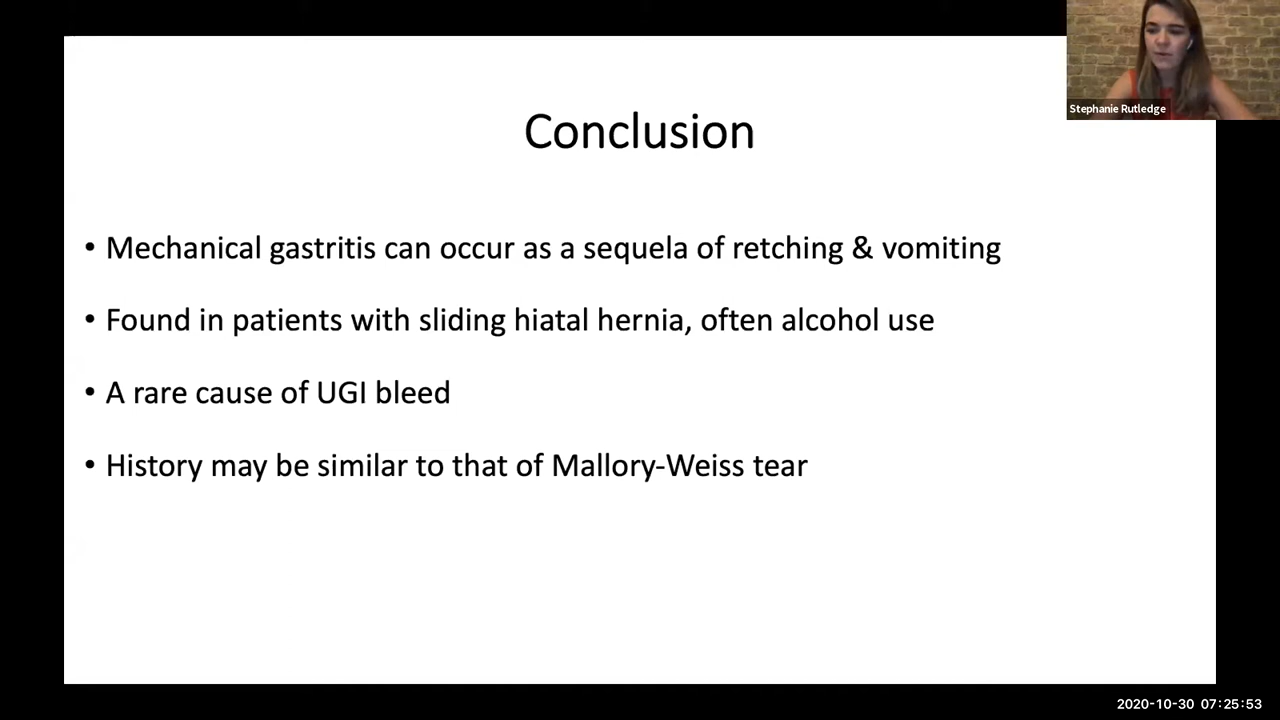 Stephanie Rutledge
Conclusion
• Mechanical gastritis can occur as a sequela of retching & vomiting
• Found in patients with sliding hiatal hernia, often alcohol use
• A rare cause of UGI bleed
• History may be similar to that of Mallory-Weiss tear
2020-10-30 07:25:53